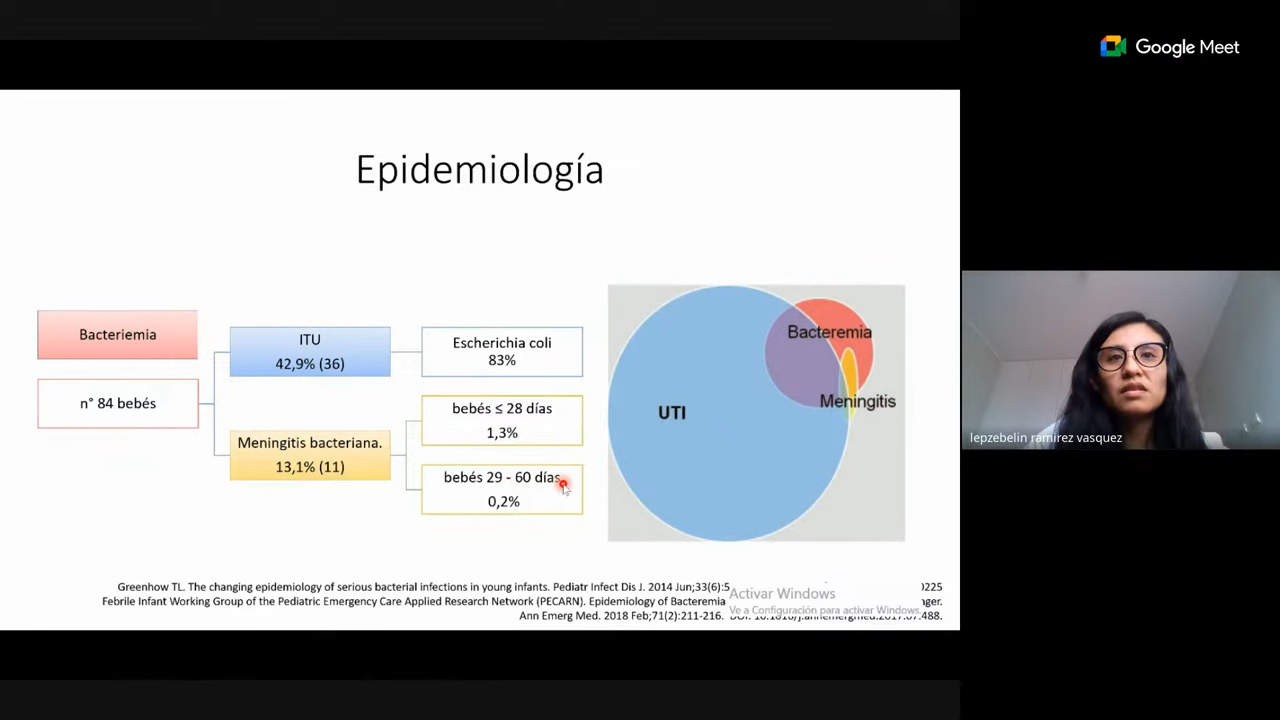 Google Meet
Epidemiología
Bacteriemia
n° 84 bebés
ITU
42,9% (36)
Meningitis bacteriana.
13,1% (11)
Escherichia coli
83%
bebés ≤ 28 días
1,3%
bebés 29 - 60 días
0,2%
Bacteremia
Meningitis
UTI
lepzebelin ramirez vasquez
Greenhow TL. The changing epidemiology of serious bacterial infections in young infants. Pediatr Infect Dis J. 2014 Jun;33(6):5
Febrile Infant Working Group of the Pediatric Emergency Care Applied Research Network (PECARN). Epidemiology of Bacteremia
Ann Emerg Med. 2018 Feb;71(2):211-216.
Activar Windows
Ve a Configuración para activar Windows.